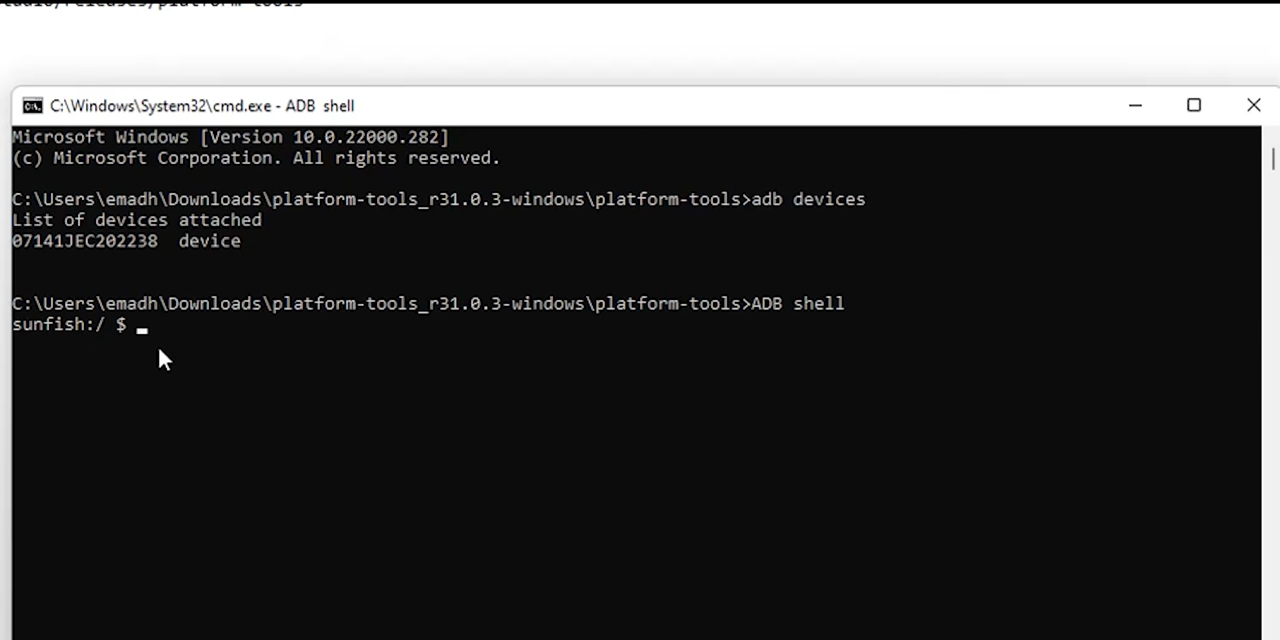 C:\Windows\System32\cmd.exe - ADB  shell
Microsoft Windows [Version 10.0.22000.282]
(c) Microsoft Corporation. All rights reserved.
C:\Users\emadh\Downloads\platform-tools_r31.0.3-windows\platform-tools>adb devices
List of devices attached
07141JEC202238  device
C:\Users\emadh\Downloads\platform-tools_r31.0.3-windows\platform-tools>ADB shell
sunfish:/ $